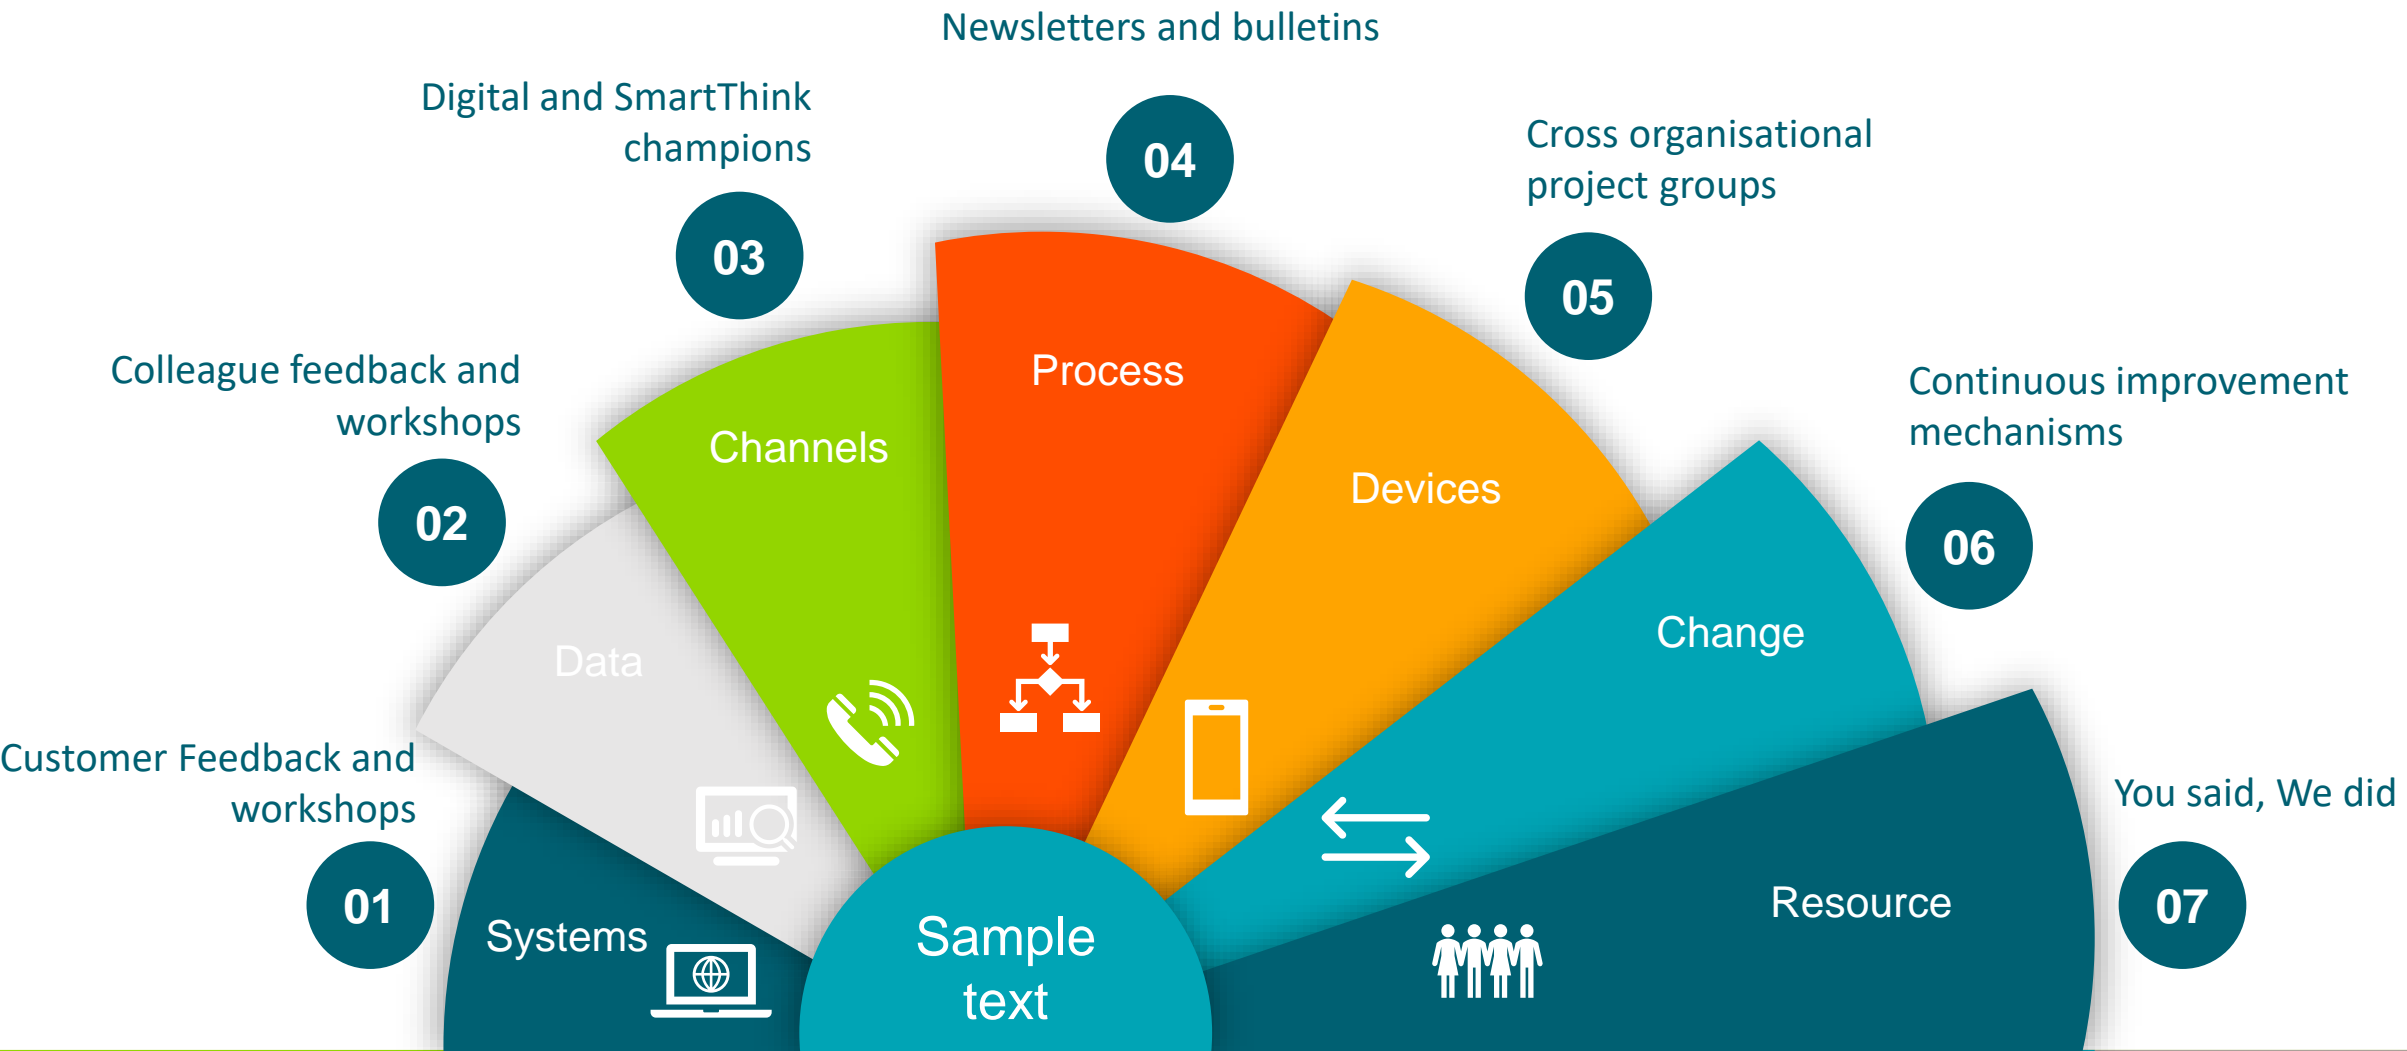 Newsletters and bulletins
Digital and SmartThink
champions
04
Cross organisational
project groups
03
05
Process
Colleague feedback and
workshops
Continuous improvement
mechanisms
Channels
Devices
02
06
Change
Data
Customer Feedback and
workshops
You said, We did
01
Resource
07
Systems
Sample
text